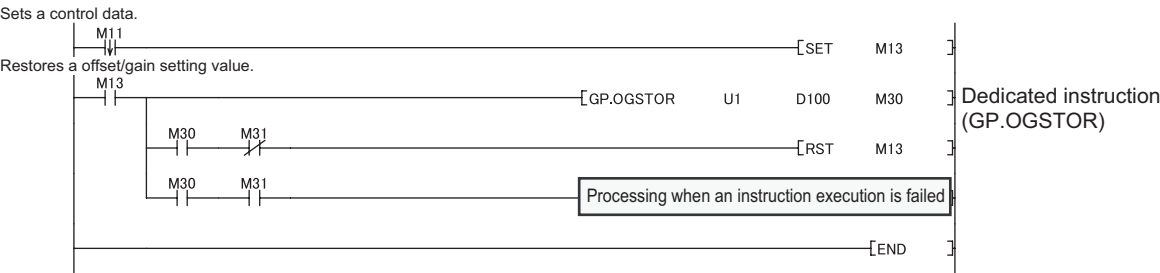 Sets a control data.
M11
SET M13
Restores a offset/gain setting value.
M13
GP.OGSTOR U1 D100 M30
Dedicated instruction
(GP.OGSTOR)
M30 M31
RST M13
M30 M31
Processing when an instruction execution is failed
END